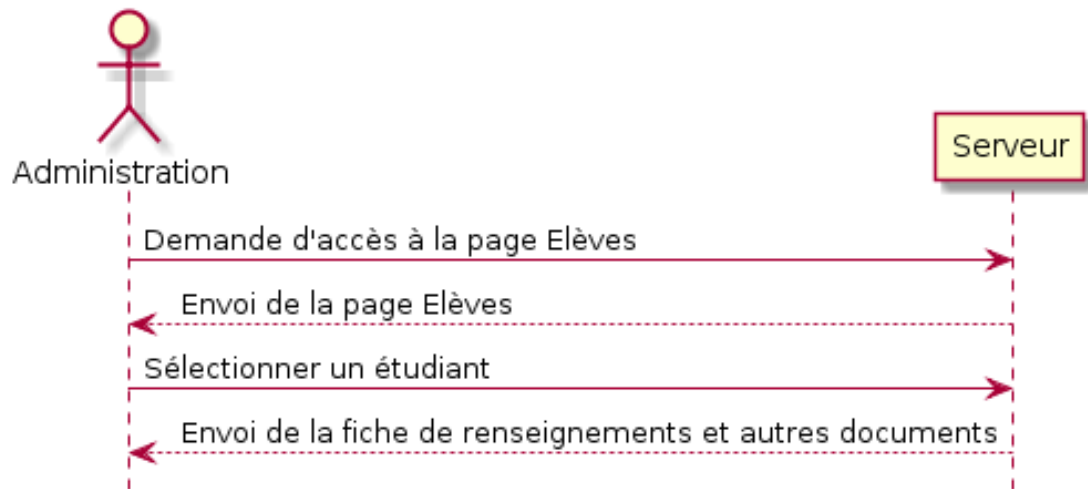 Administration
Serveur
Demande d'accès à la page Elèves
Envoi de la page Elèves
Sélectionner un étudiant
Envoi de la fiche de renseignements et autres documents